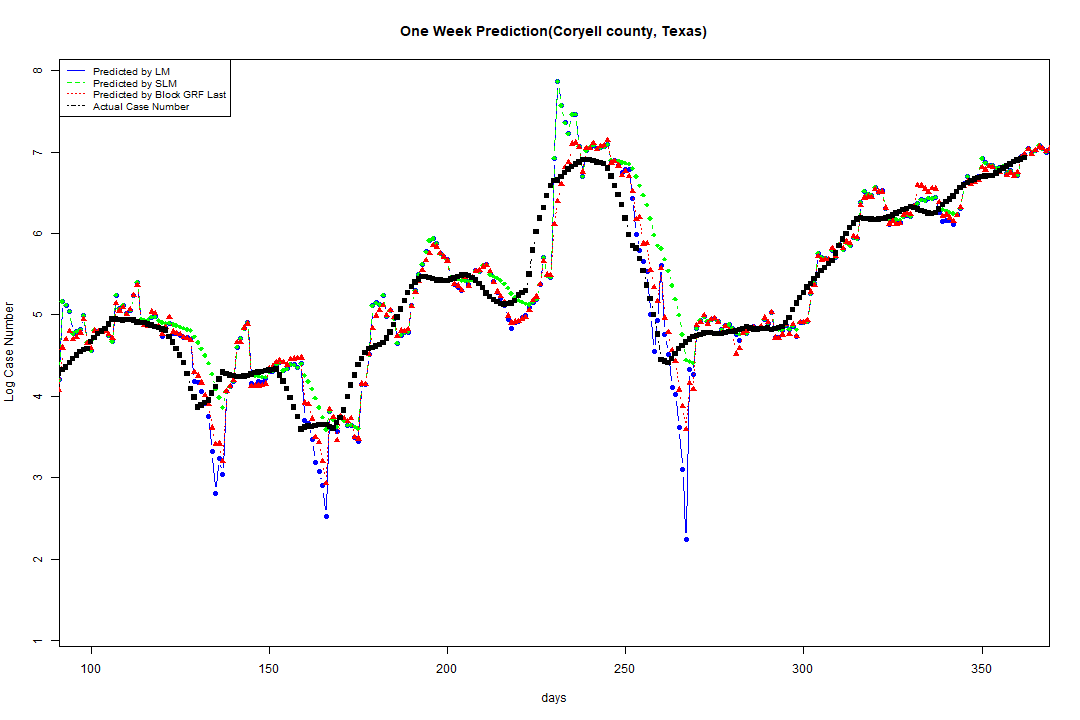 One Week Prediction(Coryell county, Texas)
Predicted by LM
Predicted by SLM
Predicted by Block GRF Last
Actual Case Number
Log Case Number
8
7
6
5
4
3
2
1
100 150 200 250 300 350
days